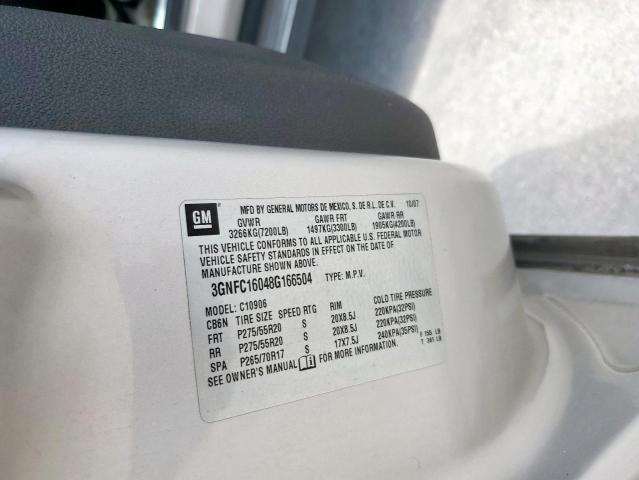 GM
MFD BY GENERAL MOTORS DE MEXICO, S. DE R.L. DE C.V. 10/07
GVWR GAWR FRT GAWR RR
3266KG(7200LB) 1497KG(3300LB) 1905KG(4200LB)
THIS VEHICLE CONFORMS TO ALL APPLICABLE U.S. FEDERAL MOTOR
VEHICLE SAFETY STANDARDS IN EFFECT ON THE DATE OF
MANUFACTURE SHOWN ABOVE.
3GNFC16048G166504 TYPE: M.P.V.
MODEL: C10906
CB6N TIRE SIZE SPEED RTG RIM COLD TIRE PRESSURE
FRT P275/55R20 S 20X8.5J 220KPA(32PSI)
RR P275/55R20 S 20X8.5J 220KPA(32PSI)
SPA P265/70R17 S 17X7.5J 240KPA(35PSI)
SEE OWNER'S MANUAL FOR MORE INFORMATION.
LB
LB